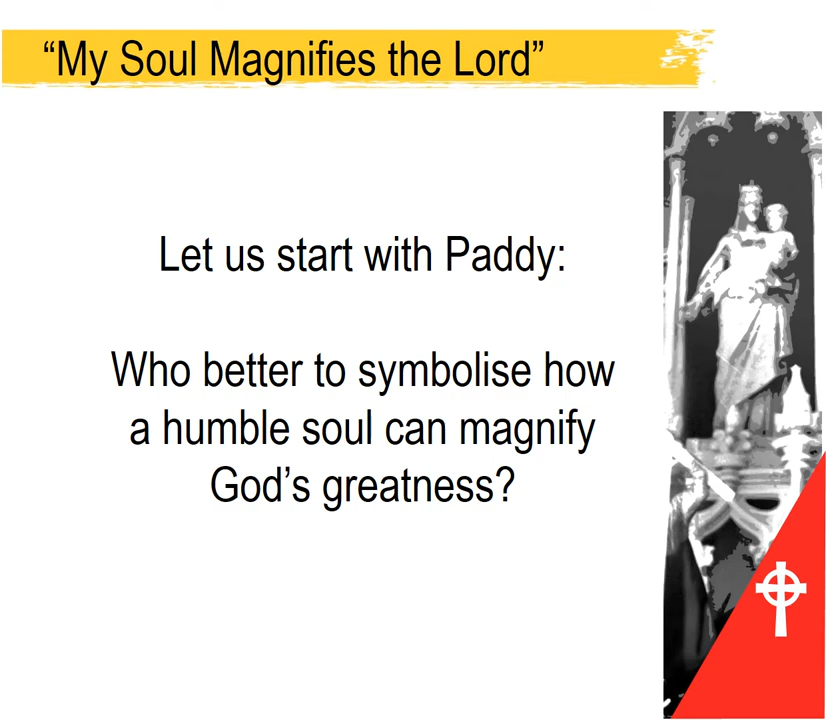 “My Soul Magnifies the Lord”
Let us start with Paddy:
Who better to symbolise how
a humble soul can magnify
God’s greatness?